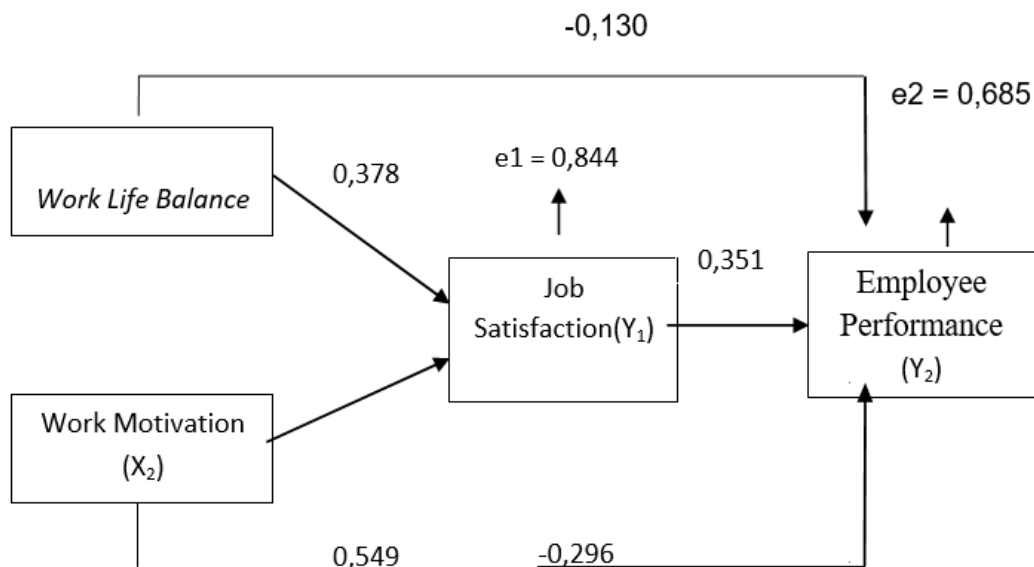 -0,130
e2 = 0,685
0,378
e1 = 0,844
Work Life Balance
0,351
Job
Satisfaction(Y₁)
Employee
Performance
(Y₂)
Work Motivation
(X₂)
0,549
-0,296